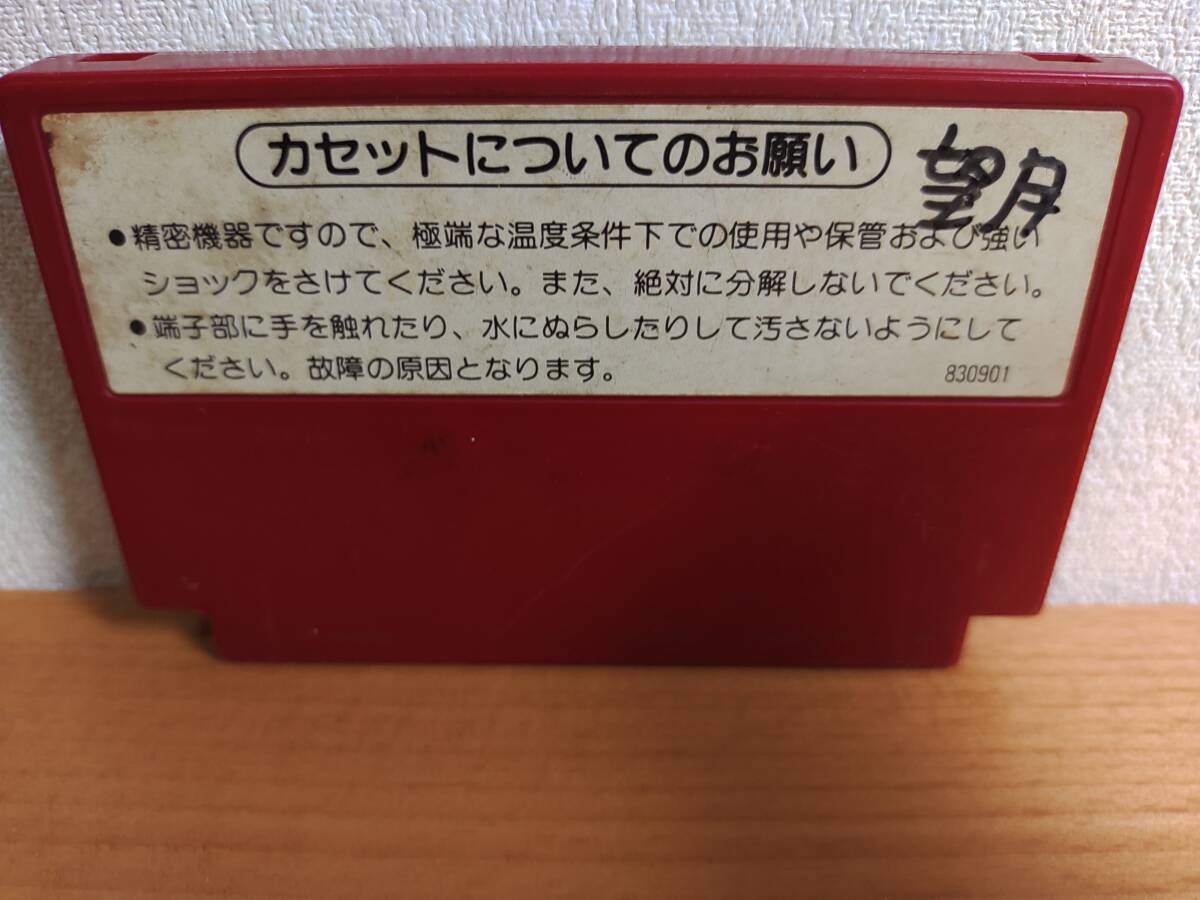 カセットについてのお願い
望月
●精密機器ですので、極端な温度条件下での使用や保管および強い
ショックをさけてください。また、絶対に分解しないでください。
●端子部に手を触れたり、水にぬらしたりして汚さないようにして
ください。故障の原因となります。
830901